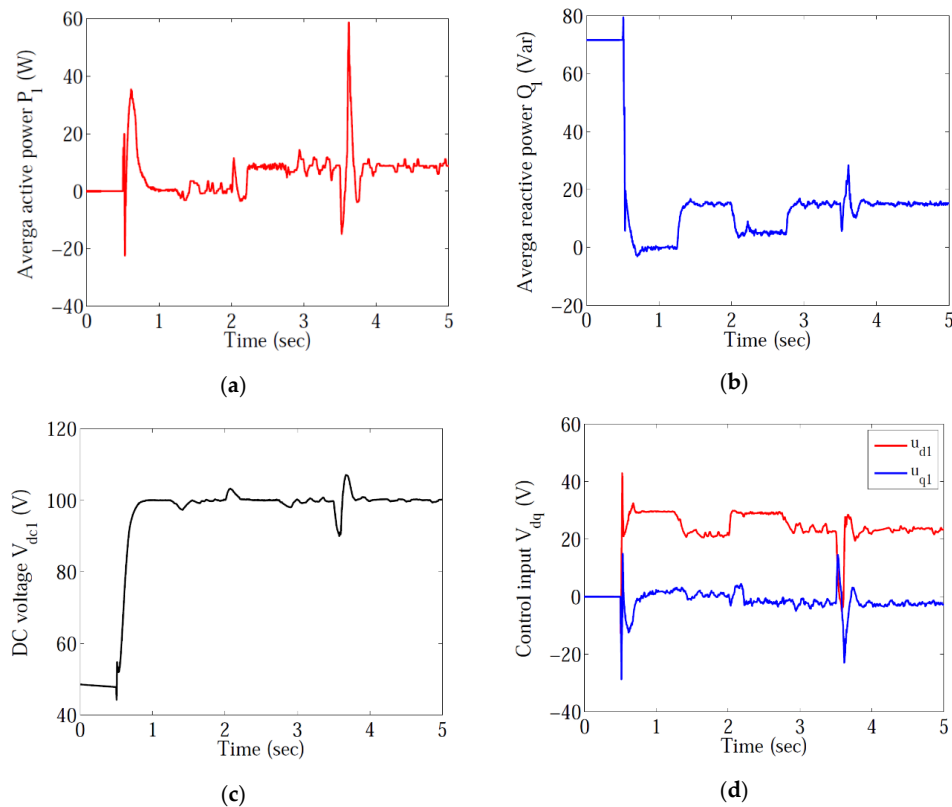 60
40
20
0
−20
−40
0 1 2 3 4 5
Averga active power P1 (W)
Time (sec)
(a)
80
60
40
20
0
−20
0 1 2 3 4 5
Averga reactive power Q1 (Var)
Time (sec)
(b)
120
100
80
60
40
0 1 2 3 4 5
DC voltage Vdc1 (V)
Time (sec)
(c)
60
40
20
0
−20
−40
0 1 2 3 4 5
Control input Vdq (V)
ud1
uq1
Time (sec)
(d)